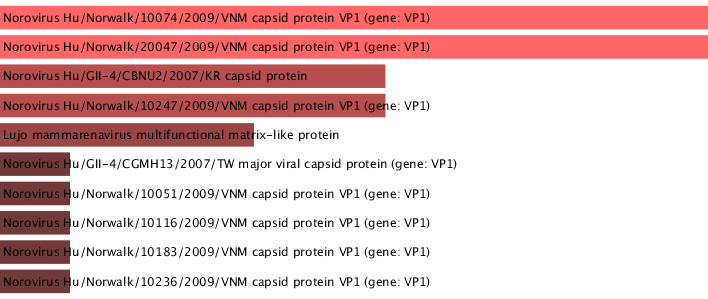 Norovirus Hu/Norwalk/10074/2009/VNM capsid protein VP1 (gene: VP1)
Norovirus Hu/Norwalk/20047/2009/VNM capsid protein VP1 (gene: VP1)
Norovirus Hu/GII-4/CBNU2/2007/KR capsid protein
Norovirus Hu/Norwalk/10247/2009/VNM capsid protein VP1 (gene: VP1)
Lujo mammarenavirus multifunctional matrix-like protein
Norovirus Hu/GII-4/CGMH13/2007/TW major viral capsid protein (gene: VP1)
Norovirus Hu/Norwalk/10051/2009/VNM capsid protein VP1 (gene: VP1)
Norovirus Hu/Norwalk/10116/2009/VNM capsid protein VP1 (gene: VP1)
Norovirus Hu/Norwalk/10183/2009/VNM capsid protein VP1 (gene: VP1)
Norovirus Hu/Norwalk/10236/2009/VNM capsid protein VP1 (gene: VP1)